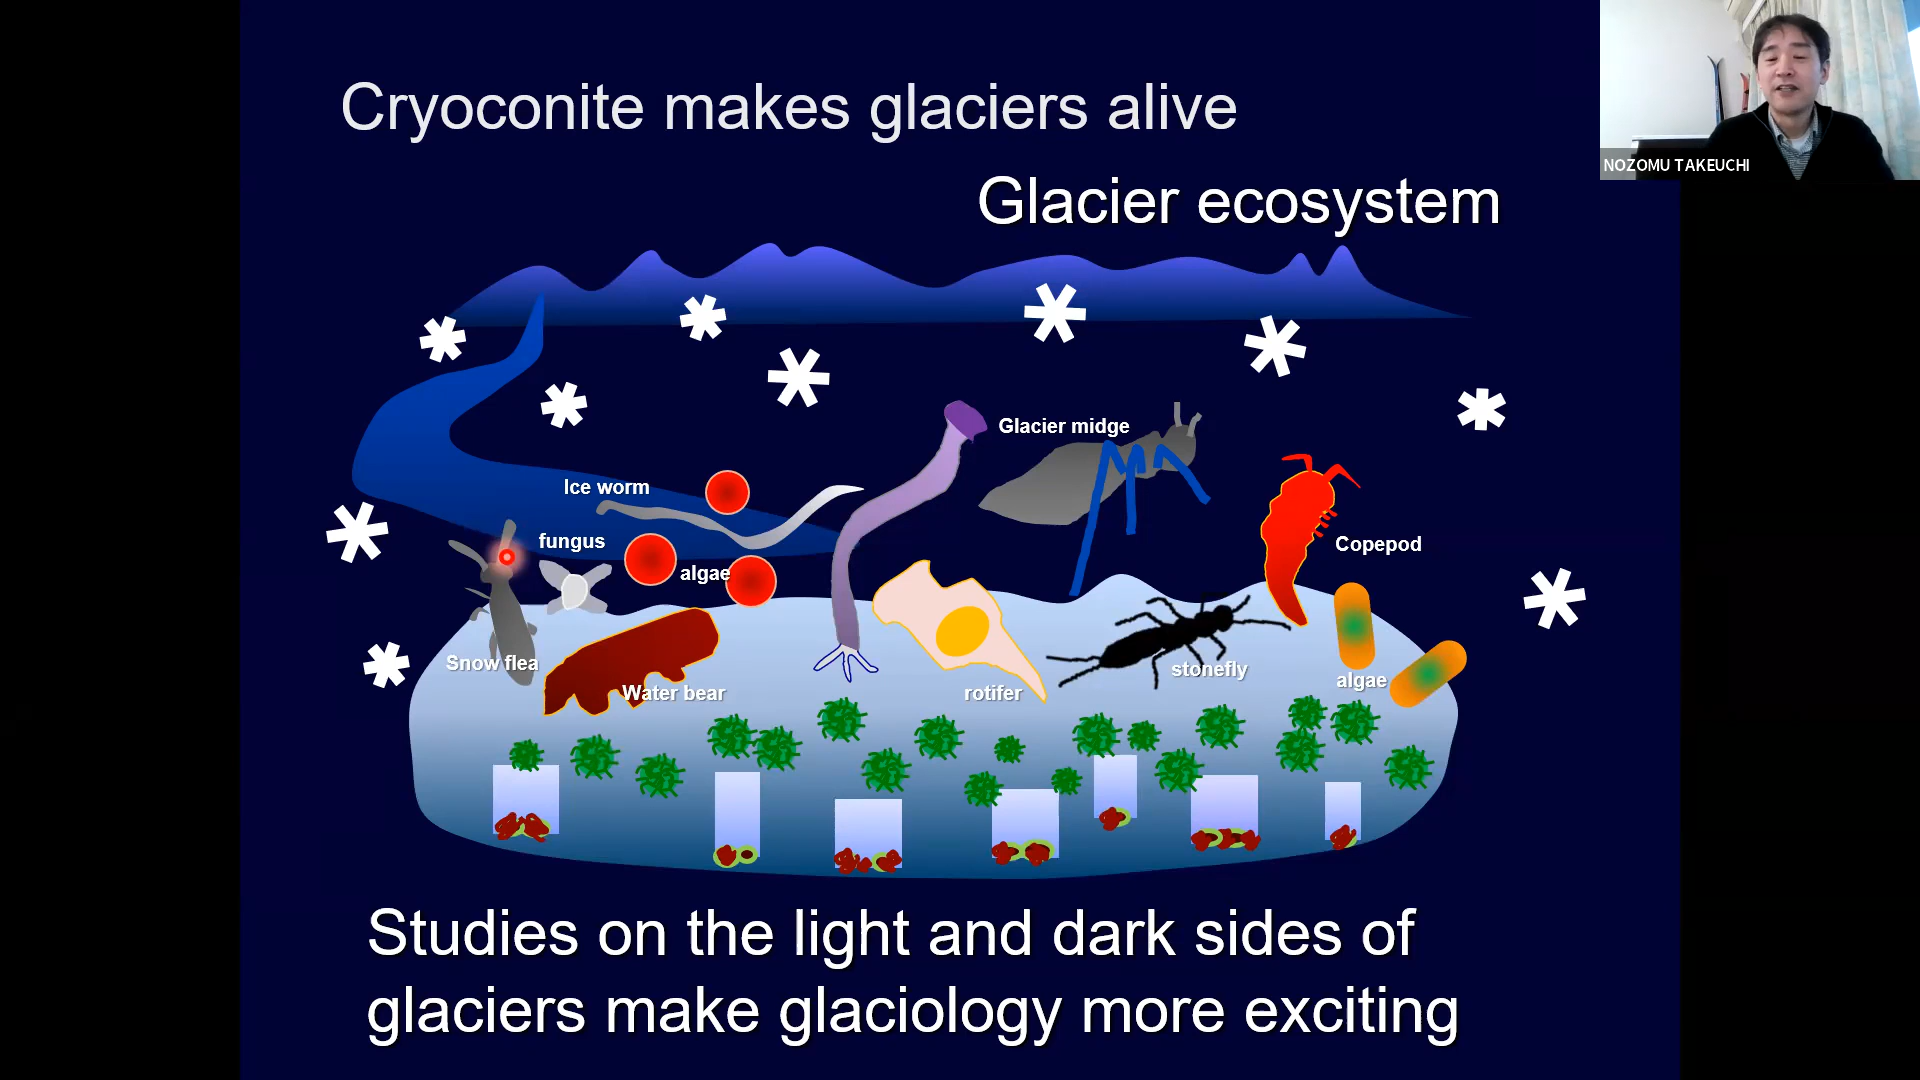 Cryoconite makes glaciers alive
NOZOMU TAKEUCHI
Glacier ecosystem
Glacier midge
Ice worm
fungus
Copepod
algae
Snow flea
Water bear
rotifer
stonefly
algae
Studies on the light and dark sides of
glaciers make glaciology more exciting